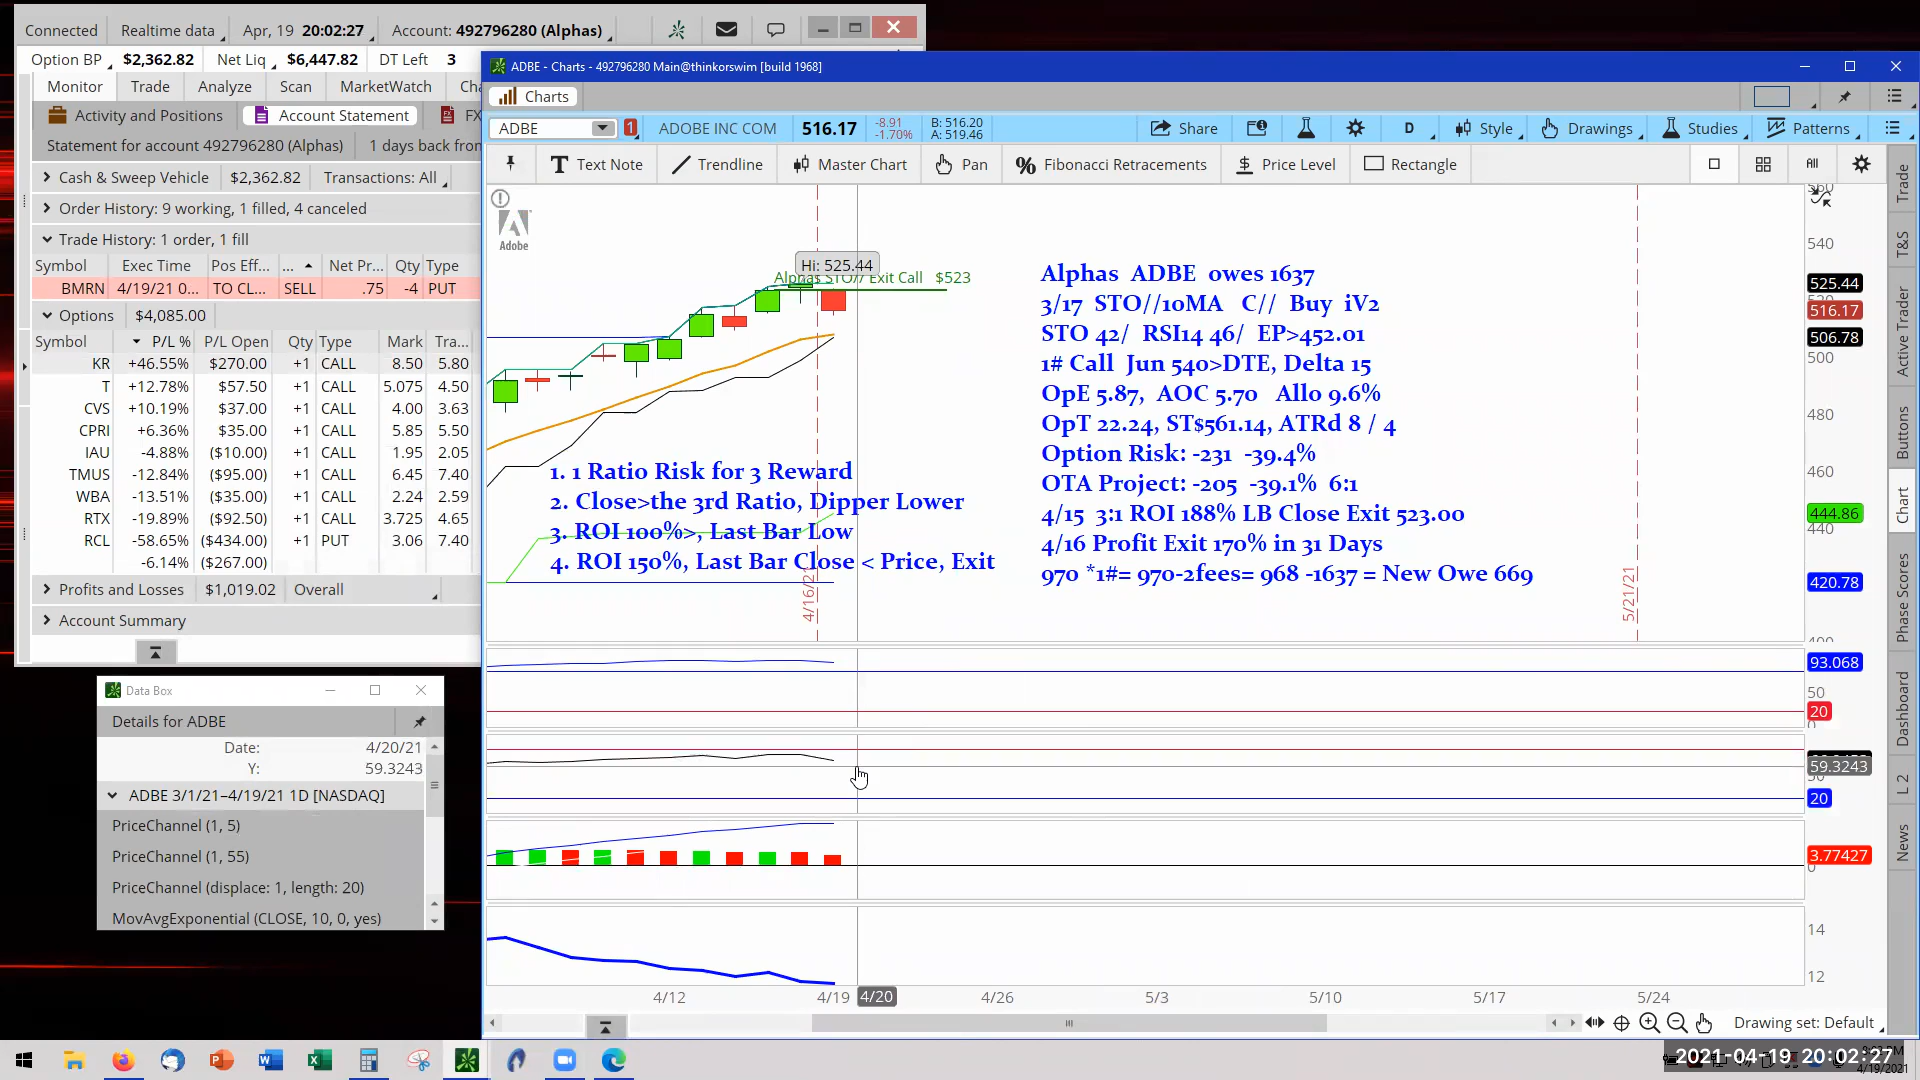 Connected Realtime data Apr, 19 20:02:27 Account: 492796280 (Alphas)
Option BP $2,362.82 Net Liq $6,447.82 DT Left 3
Monitor Trade Analyze Scan MarketWatch
Activity and Positions Account Statement FX
Statement for account 492796280 (Alphas) 1 days back from
Cash & Sweep Vehicle $2,362.82 Transactions: All
Order History: 9 working, 1 filled, 4 canceled
Trade History: 1 order, 1 fill
Symbol Exec Time Pos Eff... ... Net Pr... Qty Type
BMRN 4/19/21 0... TO CL... SELL .75 -4 PUT
Options $4,085.00
Symbol P/L % P/L Open Qty Type Mark Tra...
KR +46.55% $270.00 +1 CALL 8.50 5.80
T +12.78% $57.50 +1 CALL 5.075 4.50
CVS +10.19% $37.00 +1 CALL 4.00 3.63
CPRI +6.36% $35.00 +1 CALL 5.85 5.50
IAU -4.88% ($10.00) +1 CALL 1.95 2.05
TMUS -12.84% ($95.00) +1 CALL 6.45 7.40
WBA -13.51% ($35.00) +1 CALL 2.24 2.59
RTX -19.89% ($92.50) +1 CALL 3.725 4.65
RCL -58.65% ($434.00) +1 PUT 3.06 7.40
-6.14% ($267.00)
Profits and Losses $1,019.02 Overall
Account Summary
Data Box
Details for ADBE
Date: 4/20/21
Y: 59.3243
ADBE 3/1/21–4/19/21 1D [NASDAQ]
PriceChannel (1, 5)
PriceChannel (1, 55)
PriceChannel (displace: 1, length: 20)
MovAvgExponential (CLOSE, 10, 0, yes)
ADBE - Charts - 492796280 Main@thinkorswim [build 1968]
Charts
ADBE 1 ADOBE INC COM 516.17 -8.91 -1.70% B: 516.20 A: 519.46 Share D Style Drawings Studies Patterns
Text Note Trendline Master Chart Pan Fibonacci Retracements Price Level Rectangle All
Adobe
Hi: 525.44
Alphas STO// Exit Call $523
Alphas ADBE owes 1637
3/17 STO//10MA C// Buy iV2
STO 42/ RSI14 46/ EP>452.01
1# Call Jun 540>DTE, Delta 15
OpE 5.87, AOC 5.70 Allo 9.6%
OpT 22.24, ST$561.14, ATRd 8 / 4
Option Risk: -231 -39.4%
OTA Project: -205 -39.1% 6:1
4/15 3:1 ROI 188% LB Close Exit 523.00
4/16 Profit Exit 170% in 31 Days
970 *1#= 970-2fees= 968 -1637 = New Owe 669
1. 1 Ratio Risk for 3 Reward
2. Close>the 3rd Ratio, Dipper Lower
3. ROI 100%>, Last Bar Low
4. ROI 150%, Last Bar Close < Price, Exit
4/16/21
5/21/21
560
540
525.44
516.17
506.78
500
480
460
444.86
440
420.78
400
93.068
50
20
0
59.3243
50
20
3.77427
0
14
12
4/12 4/19 4/20 4/26 5/3 5/10 5/17 5/24
Drawing set: Default
Trade
T&S
Active Trader
Buttons
Chart
Phase Scores
Dashboard
L 2
News
2021-04-19 20:02:27
4/19/2021